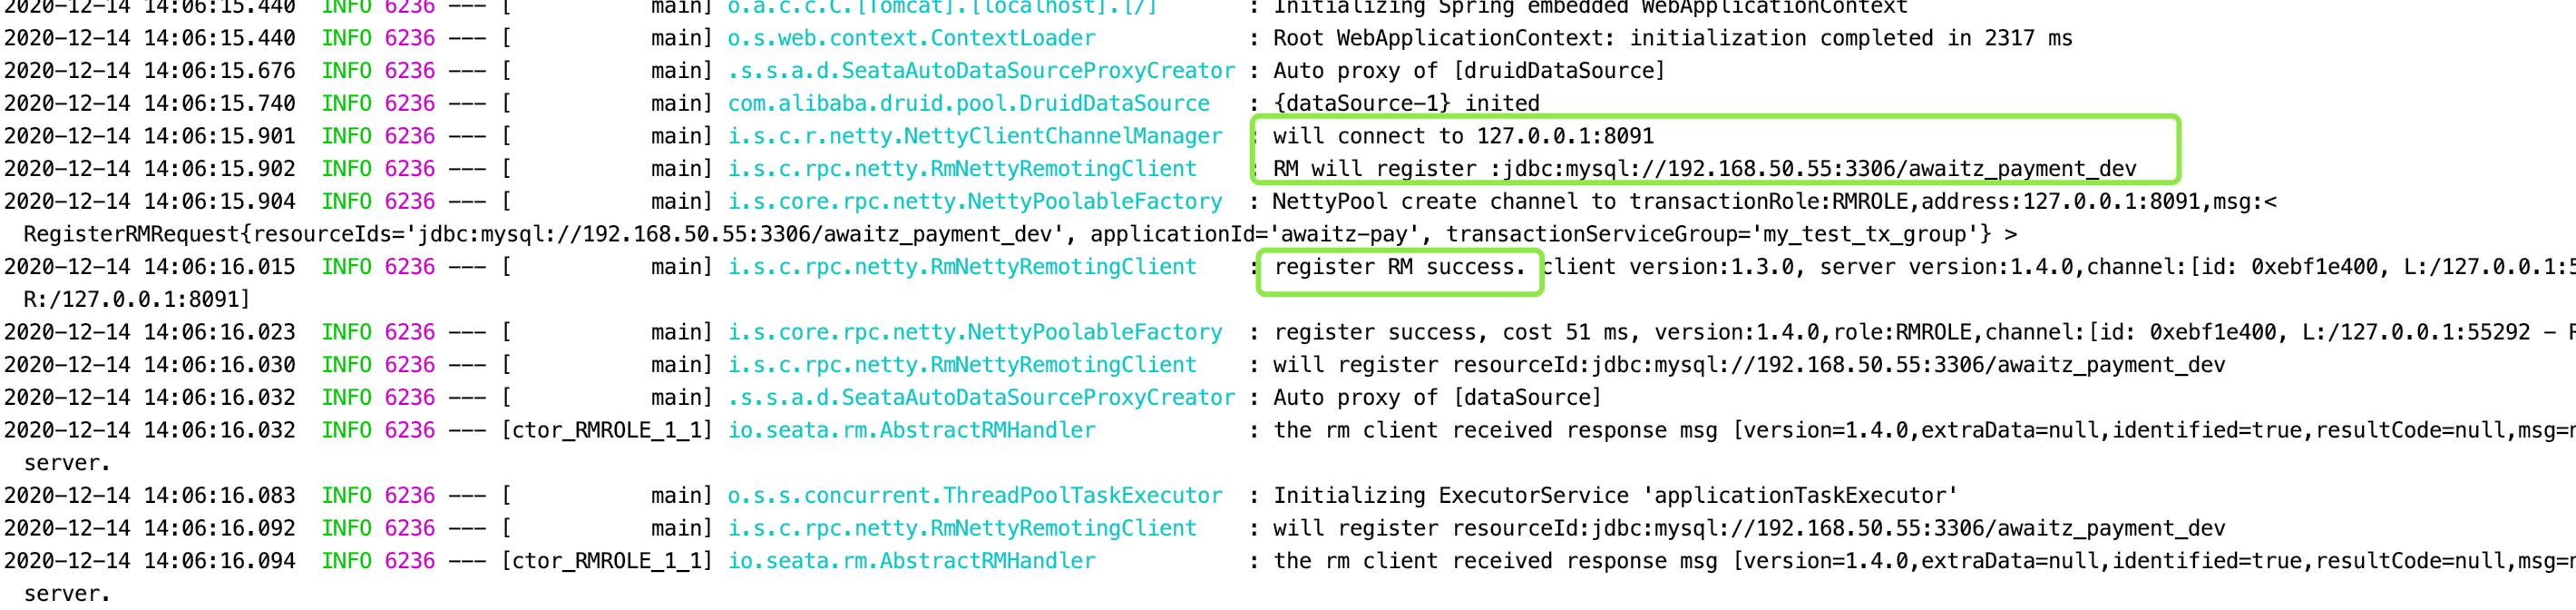 2020-12-14 14:06:15.440  INFO 6236 --- [           main] o.a.c.c.C.[Tomcat].[localhost].[/]       : Initializing Spring embedded WebApplicationContext
2020-12-14 14:06:15.440  INFO 6236 --- [           main] o.s.web.context.ContextLoader            : Root WebApplicationContext: initialization completed in 2317 ms
2020-12-14 14:06:15.676  INFO 6236 --- [           main] .s.s.a.d.SeataAutoDataSourceProxyCreator : Auto proxy of [druidDataSource]
2020-12-14 14:06:15.740  INFO 6236 --- [           main] com.alibaba.druid.pool.DruidDataSource   : {dataSource-1} inited
2020-12-14 14:06:15.901  INFO 6236 --- [           main] i.s.c.r.netty.NettyClientChannelManager  : will connect to 127.0.0.1:8091
2020-12-14 14:06:15.902  INFO 6236 --- [           main] i.s.c.rpc.netty.RmNettyRemotingClient    : RM will register :jdbc:mysql://192.168.50.55:3306/awaitz_payment_dev
2020-12-14 14:06:15.904  INFO 6236 --- [           main] i.s.core.rpc.netty.NettyPoolableFactory  : NettyPool create channel to transactionRole:RMROLE,address:127.0.0.1:8091,msg:<
RegisterRMRequest{resourceIds='jdbc:mysql://192.168.50.55:3306/awaitz_payment_dev', applicationId='awaitz-pay', transactionServiceGroup='my_test_tx_group'} >
2020-12-14 14:06:16.015  INFO 6236 --- [           main] i.s.c.rpc.netty.RmNettyRemotingClient    : register RM success. client version:1.3.0, server version:1.4.0,channel:[id: 0xebf1e400, L:/127.0.0.1:5
R:/127.0.0.1:8091]
2020-12-14 14:06:16.023  INFO 6236 --- [           main] i.s.core.rpc.netty.NettyPoolableFactory  : register success, cost 51 ms, version:1.4.0,role:RMROLE,channel:[id: 0xebf1e400, L:/127.0.0.1:55292 - R
2020-12-14 14:06:16.030  INFO 6236 --- [           main] i.s.c.rpc.netty.RmNettyRemotingClient    : will register resourceId:jdbc:mysql://192.168.50.55:3306/awaitz_payment_dev
2020-12-14 14:06:16.032  INFO 6236 --- [           main] .s.s.a.d.SeataAutoDataSourceProxyCreator : Auto proxy of [dataSource]
2020-12-14 14:06:16.032  INFO 6236 --- [ctor_RMROLE_1_1] io.seata.rm.AbstractRMHandler            : the rm client received response msg [version=1.4.0,extraData=null,identified=true,resultCode=null,msg=n
server.
2020-12-14 14:06:16.083  INFO 6236 --- [           main] o.s.s.concurrent.ThreadPoolTaskExecutor  : Initializing ExecutorService 'applicationTaskExecutor'
2020-12-14 14:06:16.092  INFO 6236 --- [           main] i.s.c.rpc.netty.RmNettyRemotingClient    : will register resourceId:jdbc:mysql://192.168.50.55:3306/awaitz_payment_dev
2020-12-14 14:06:16.094  INFO 6236 --- [ctor_RMROLE_1_1] io.seata.rm.AbstractRMHandler            : the rm client received response msg [version=1.4.0,extraData=null,identified=true,resultCode=null,msg=n
server.